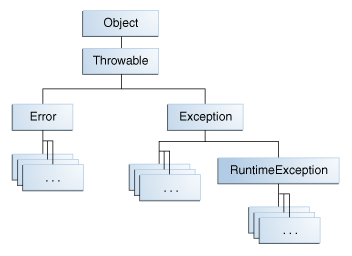 Object
Throwable
Error
Exception
...
...
RuntimeException
...